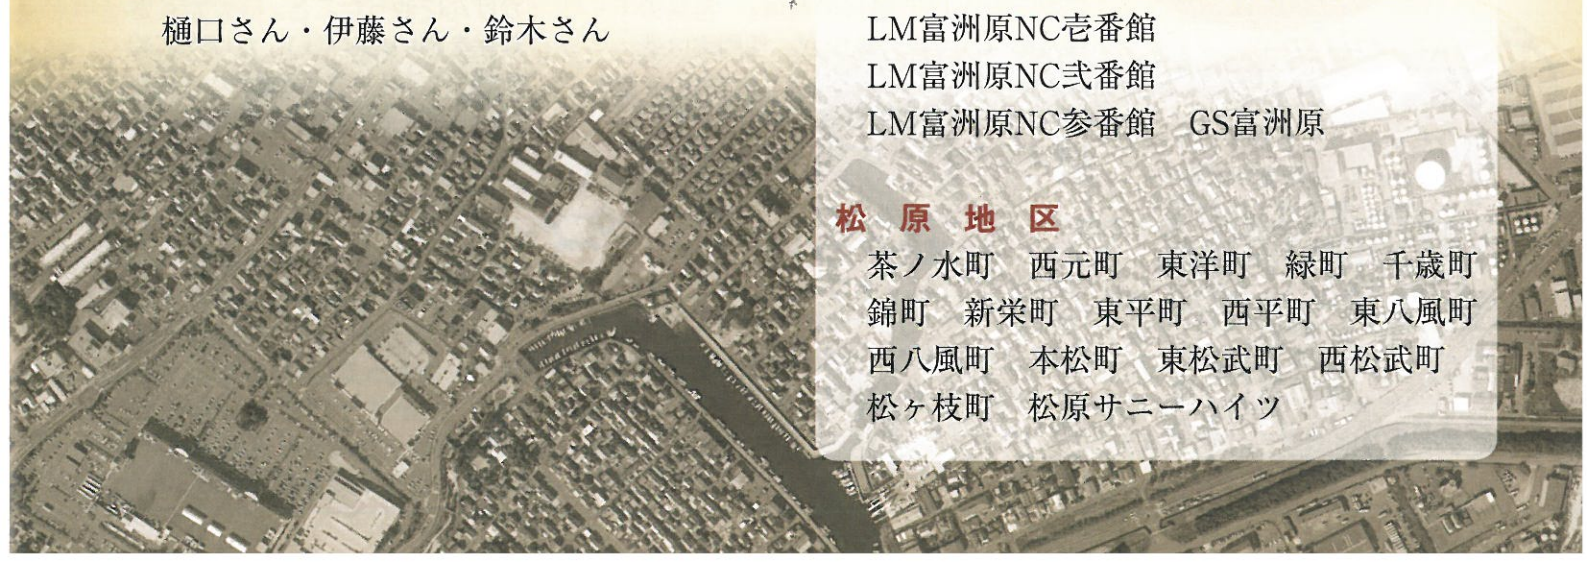 樋口さん・伊藤さん・鈴木さん
LM富洲原NC壱番館
LM富洲原NC弐番館
LM富洲原NC参番館　GS富洲原
松原地区
茶ノ水町　西元町　東洋町　緑町　千歳町
錦町　新栄町　東平町　西平町　東八風町
西八風町　本松町　東松武町　西松武町
松ヶ枝町　松原サニーハイツ